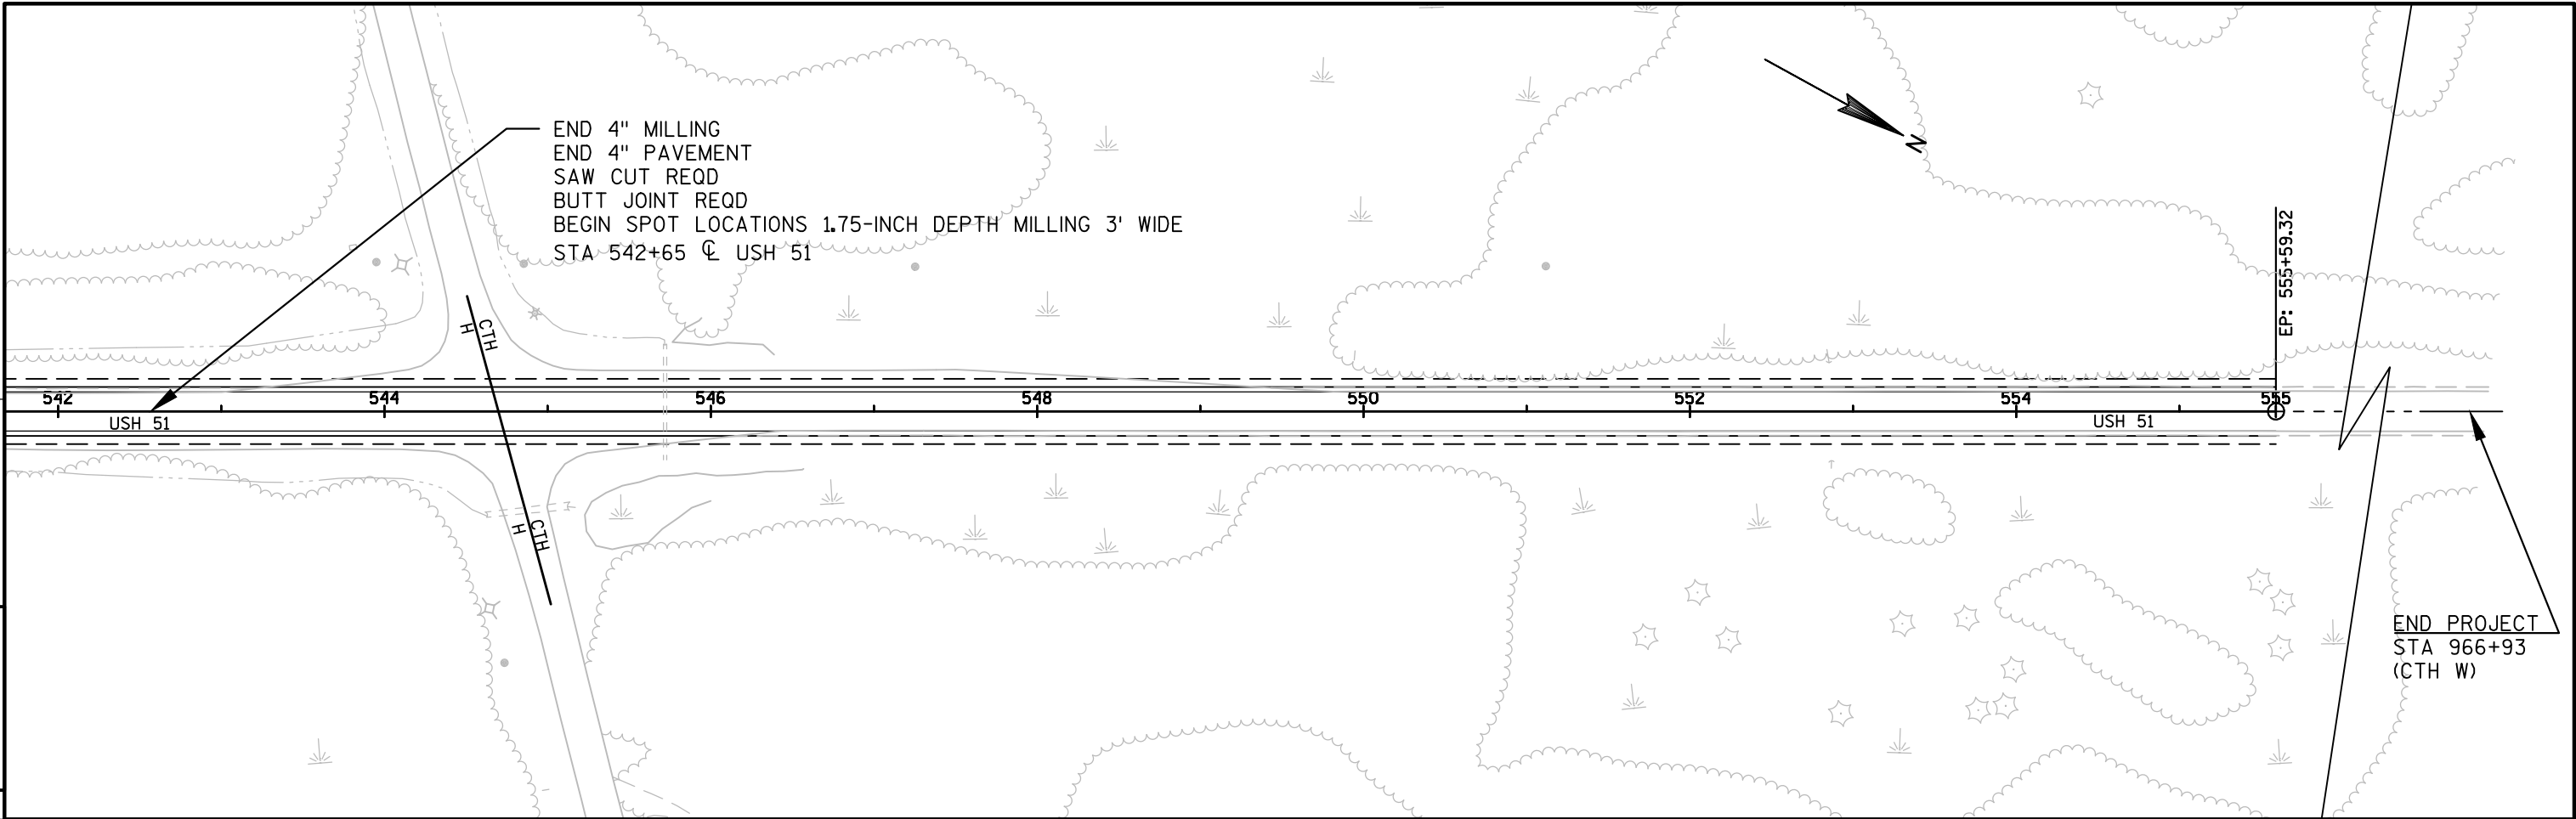 END 4" MILLING
END 4" PAVEMENT
SAW CUT REQD
BUTT JOINT REQD
BEGIN SPOT LOCATIONS 1.75-INCH DEPTH MILLING 3' WIDE
STA 542+65 ℄ USH 51
N
EP: 555+59.32
CTH
H
542
544
546
548
550
552
554
555
USH 51
USH 51
CTH
H
END PROJECT
STA 966+93
(CTH W)